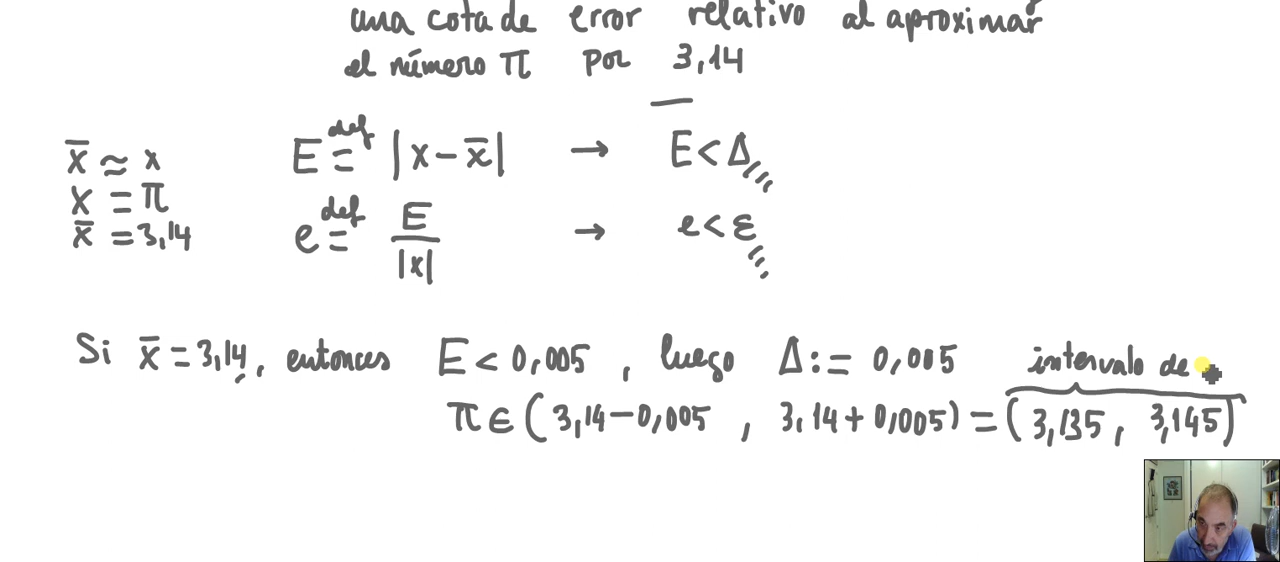 una cota de error relativo al aproximar
el número π por 3,14
x̄ ≈ x E def= |x − x̄| → E < Δ
x = π
x̄ = 3,14 e def= E/|x| → e < ε
Si x̄ = 3,14, entonces E < 0,005 , luego Δ := 0,005 intervalo de
π ∈ (3,14−0,005 , 3,14+0,005) = (3,135, 3,145)